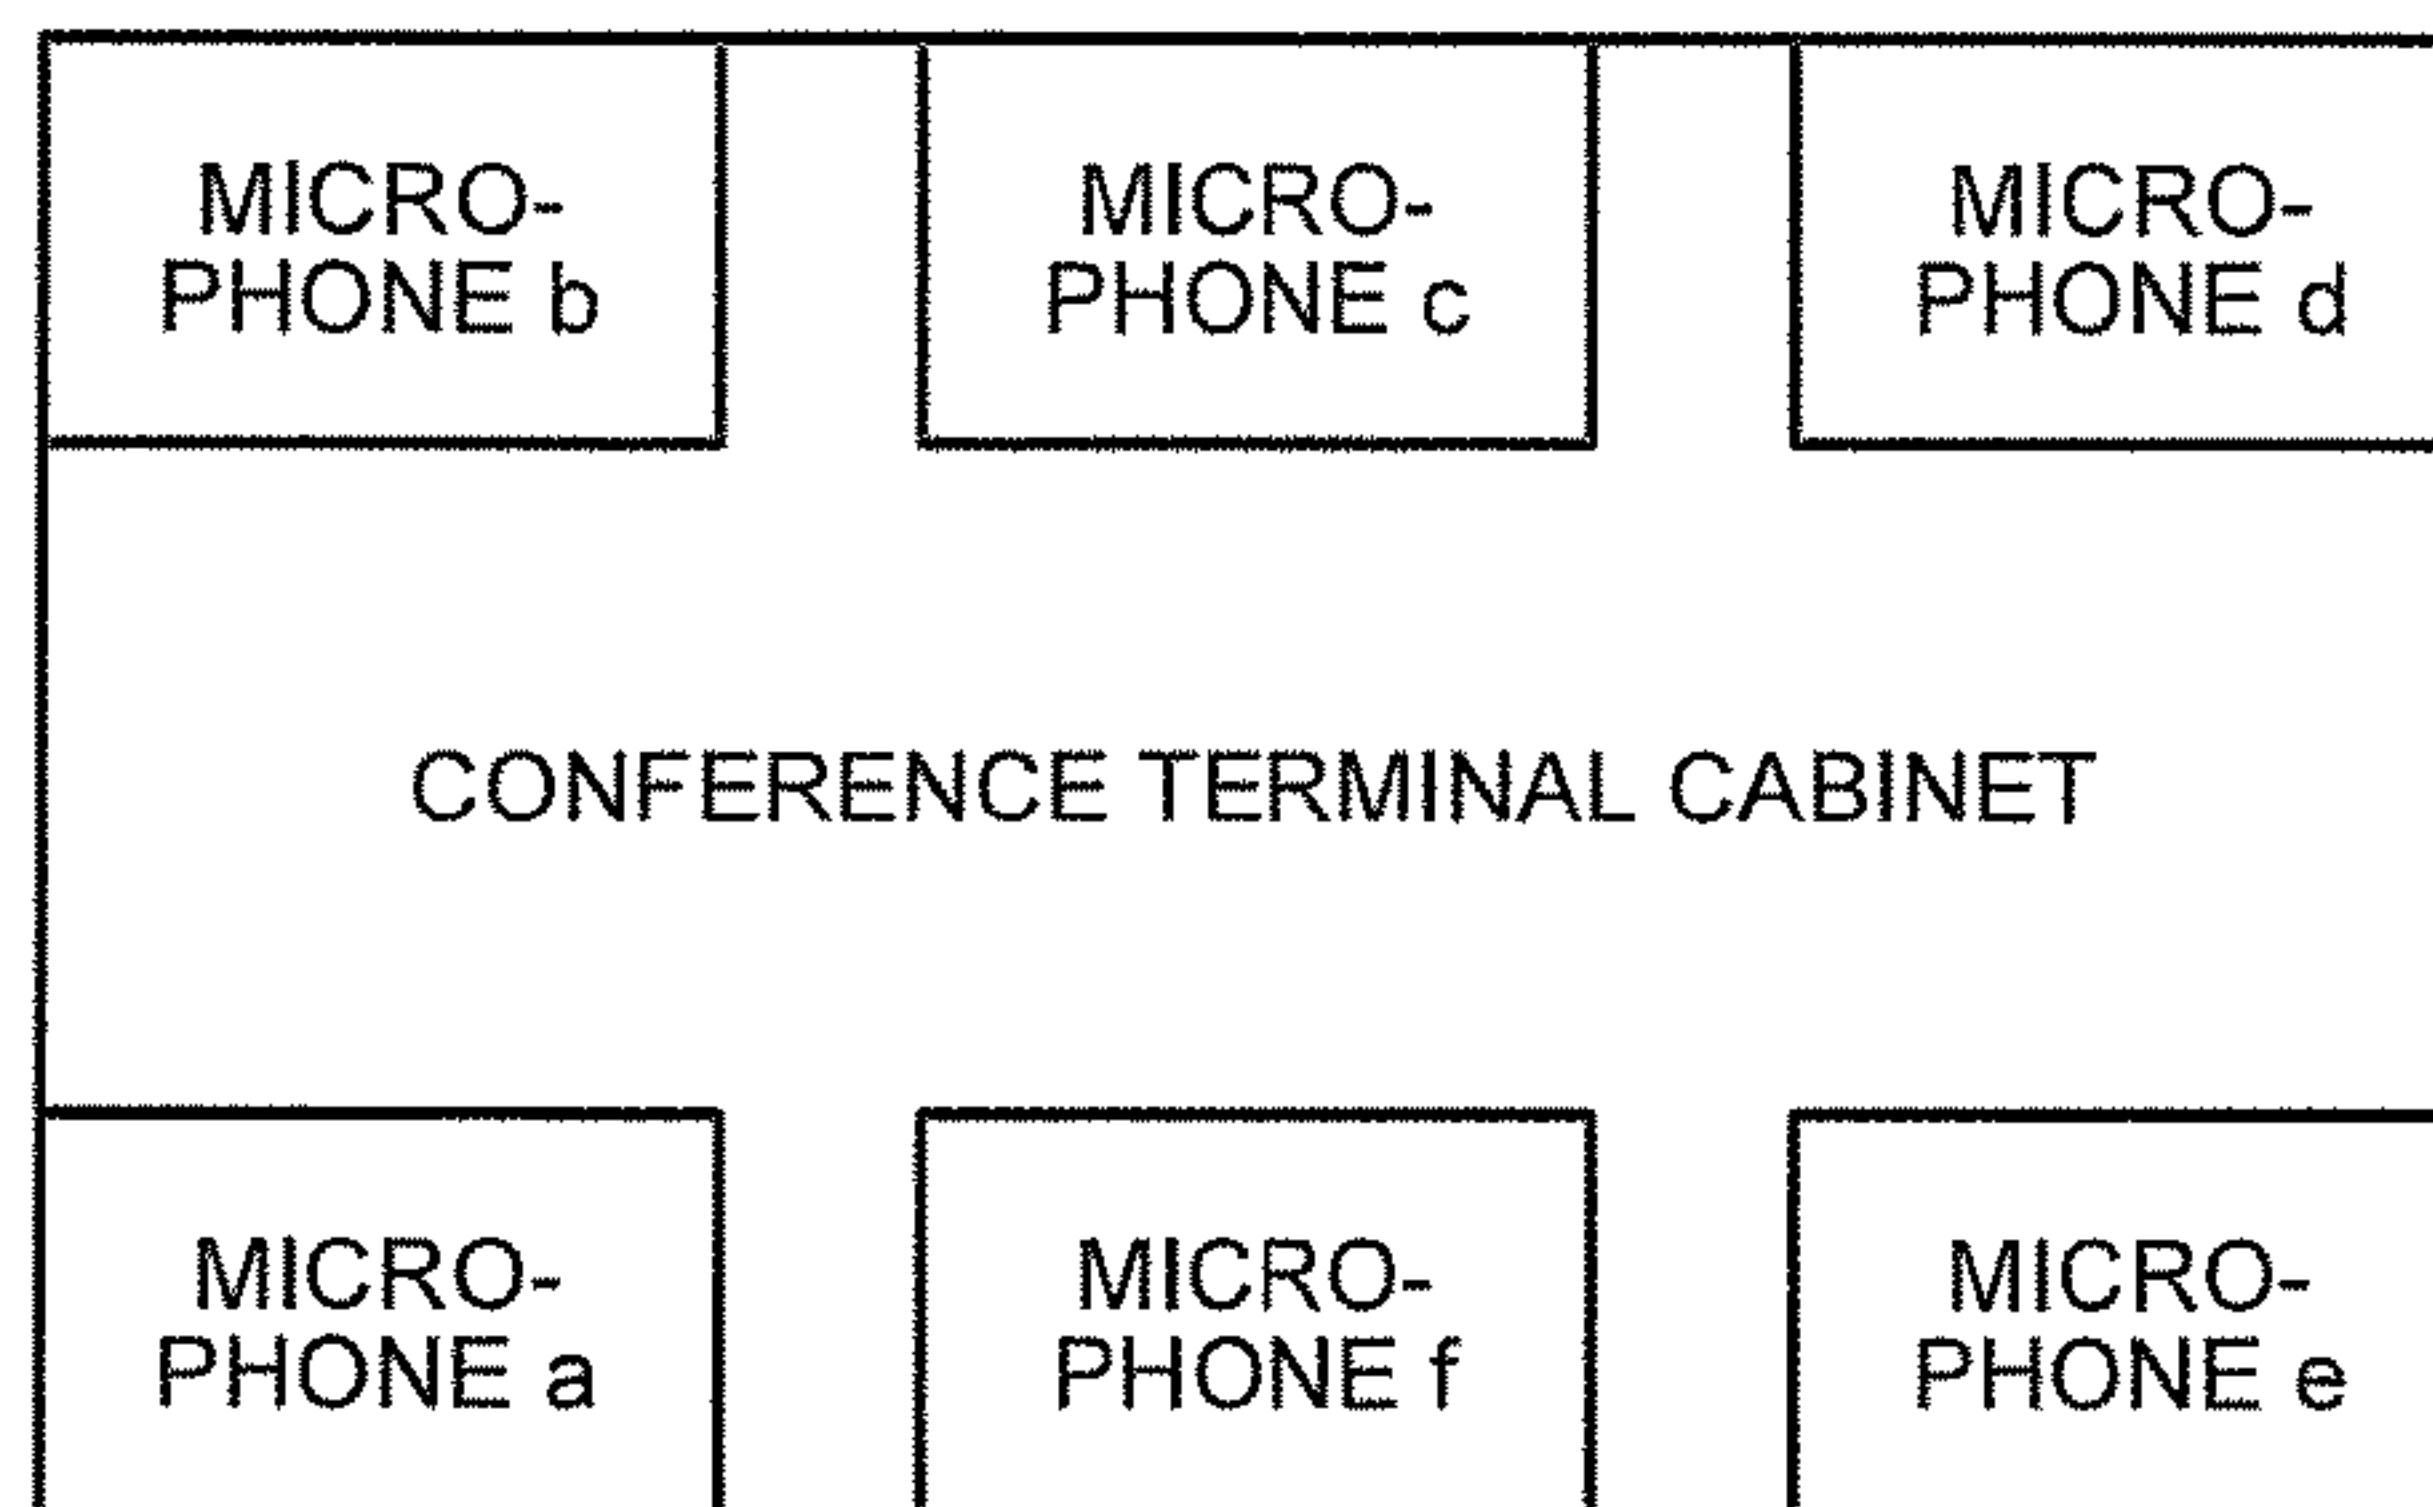 MICRO-
PHONE b
MICRO-
PHONE c
MICRO-
PHONE d
CONFERENCE TERMINAL CABINET
MICRO-
PHONE a
MICRO-
PHONE f
MICRO-
PHONE e